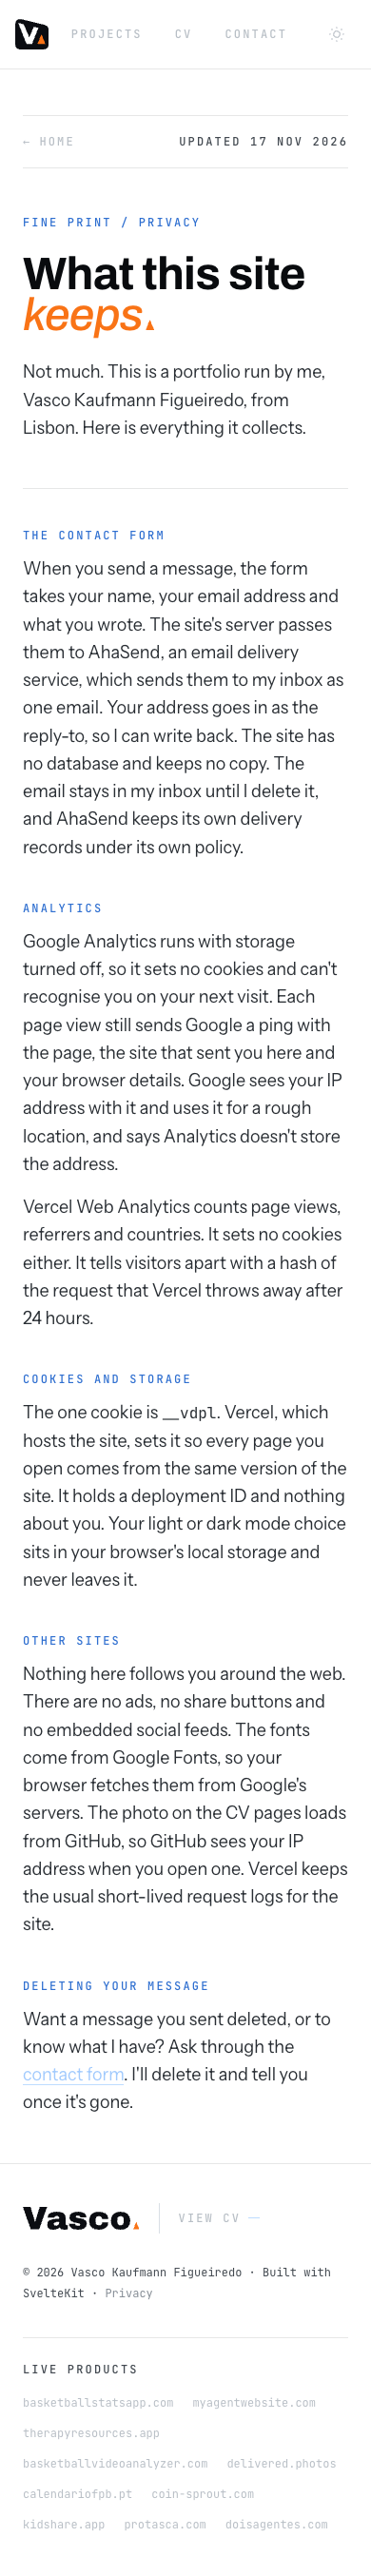 V
PROJECTS CV CONTACT
← HOME UPDATED 17 NOV 2026
FINE PRINT / PRIVACY
What this site
keeps
Not much. This is a portfolio run by me,
Vasco Kaufmann Figueiredo, from
Lisbon. Here is everything it collects.
THE CONTACT FORM
When you send a message, the form
takes your name, your email address and
what you wrote. The site's server passes
them to AhaSend, an email delivery
service, which sends them to my inbox as
one email. Your address goes in as the
reply-to, so I can write back. The site has
no database and keeps no copy. The
email stays in my inbox until I delete it,
and AhaSend keeps its own delivery
records under its own policy.
ANALYTICS
Google Analytics runs with storage
turned off, so it sets no cookies and can't
recognise you on your next visit. Each
page view still sends Google a ping with
the page, the site that sent you here and
your browser details. Google sees your IP
address with it and uses it for a rough
location, and says Analytics doesn't store
the address.
Vercel Web Analytics counts page views,
referrers and countries. It sets no cookies
either. It tells visitors apart with a hash of
the request that Vercel throws away after
24 hours.
COOKIES AND STORAGE
The one cookie is __vdpl. Vercel, which
hosts the site, sets it so every page you
open comes from the same version of the
site. It holds a deployment ID and nothing
about you. Your light or dark mode choice
sits in your browser's local storage and
never leaves it.
OTHER SITES
Nothing here follows you around the web.
There are no ads, no share buttons and
no embedded social feeds. The fonts
come from Google Fonts, so your
browser fetches them from Google's
servers. The photo on the CV pages loads
from GitHub, so GitHub sees your IP
address when you open one. Vercel keeps
the usual short-lived request logs for the
site.
DELETING YOUR MESSAGE
Want a message you sent deleted, or to
know what I have? Ask through the
contact form. I'll delete it and tell you
once it's gone.
Vasco VIEW CV —
© 2026 Vasco Kaufmann Figueiredo · Built with
SvelteKit · Privacy
LIVE PRODUCTS
basketballstatsapp.com myagentwebsite.com
therapyresources.app
basketballvideoanalyzer.com delivered.photos
calendariofpb.pt coin-sprout.com
kidshare.app protasca.com doisagentes.com